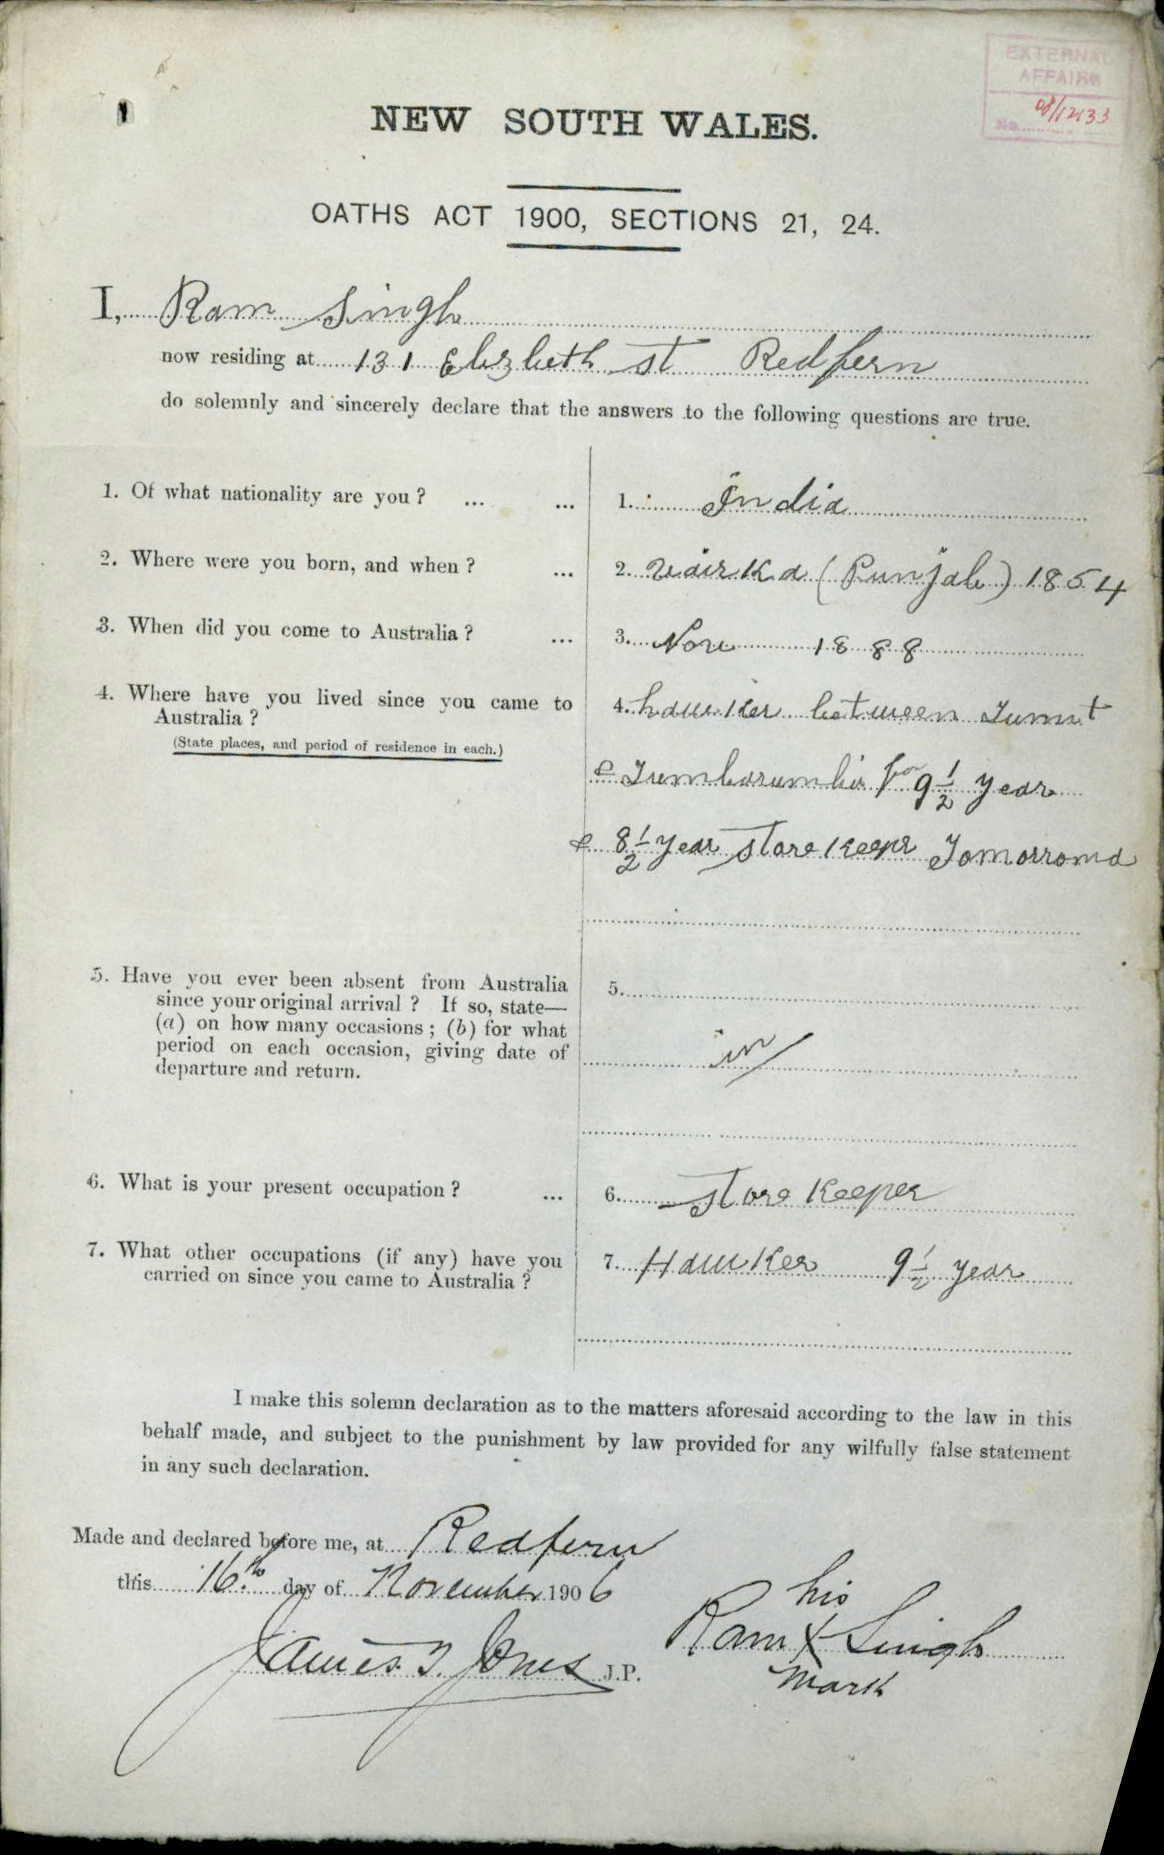 EXTERNAL
AFFAIRS
No. 08/12133
NEW SOUTH WALES.
OATHS ACT 1900, SECTIONS 21, 24.
I, Ram Singh
now residing at 131 Elizbeth st Redfern
do solemnly and sincerely declare that the answers to the following questions are true.
1. Of what nationality are you? ... ... 1. India
2. Where were you born, and when? ... 2. (Punjab) 1854
3. When did you come to Australia? ... 3. Nov 1888
4. Where have you lived since you came to 4. hawker between Tumut
Australia?
(State places, and period of residence in each.)
& Tumbarumba for 9 1/2 year
& 8 1/2 year store Keepr
5. Have you ever been absent from Australia 5.
since your original arrival? If so, state—
(a) on how many occasions; (b) for what
period on each occasion, giving date of
departure and return.
6. What is your present occupation? ... 6. store Keeper
7. What other occupations (if any) have you 7. Hawker 9 1/2 year
carried on since you came to Australia?
I make this solemn declaration as to the matters aforesaid according to the law in this
behalf made, and subject to the punishment by law provided for any wilfully false statement
in any such declaration.
Made and declared before me, at Redfern
this 16th day of November 1906
his
Ram X Singh
mark
James T. Jones J.P.